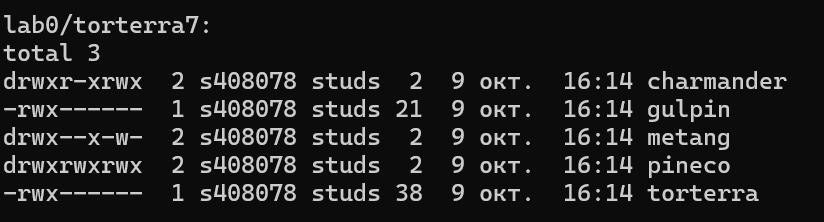 lab0/torterra7:
total 3
drwxr-xrwx  2 s408078 studs  2  9 окт.  16:14 charmander
-rwx------  1 s408078 studs 21  9 окт.  16:14 gulpin
drwx--x-w-  2 s408078 studs  2  9 окт.  16:14 metang
drwxrwxrwx  2 s408078 studs  2  9 окт.  16:14 pineco
-rwx------  1 s408078 studs 38  9 окт.  16:14 torterra